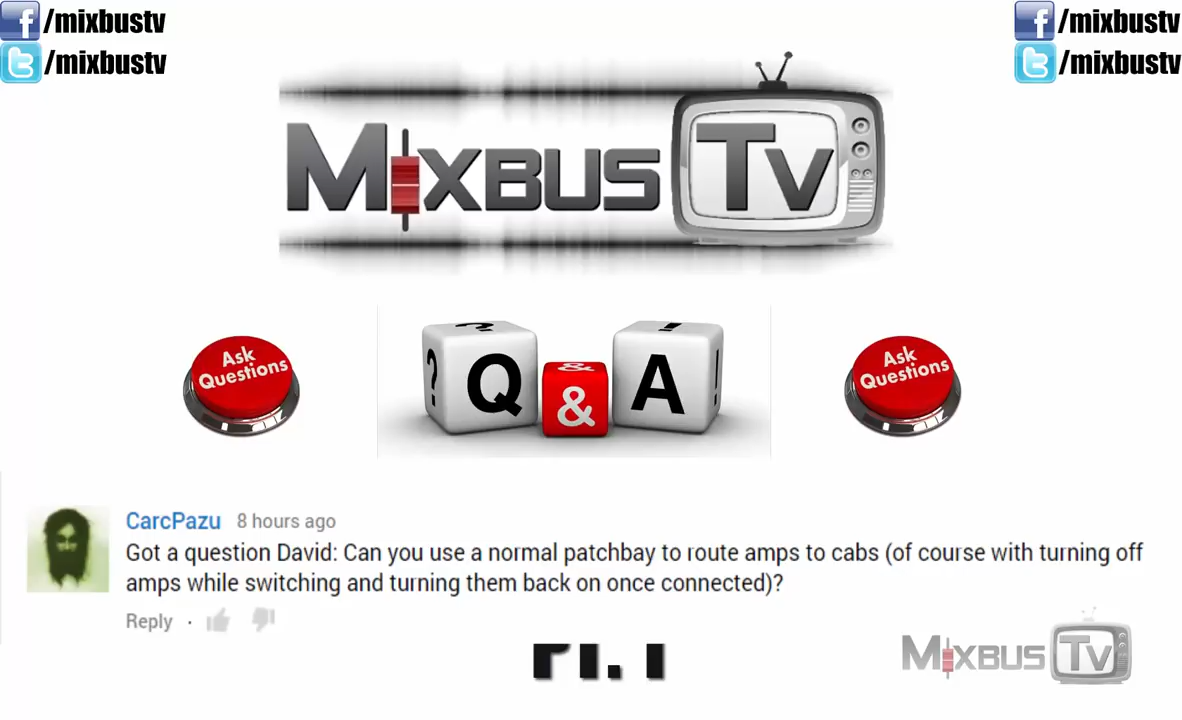 /mixbustv
/mixbustv
/mixbustv
/mixbustv
MIXBUS TV
Ask Questions
? Q & & ? A ! !
Ask Questions
CarcPazu 8 hours ago
Got a question David: Can you use a normal patchbay to route amps to cabs (of course with turning off
amps while switching and turning them back on once connected)?
Reply ·
MIXBUS TV